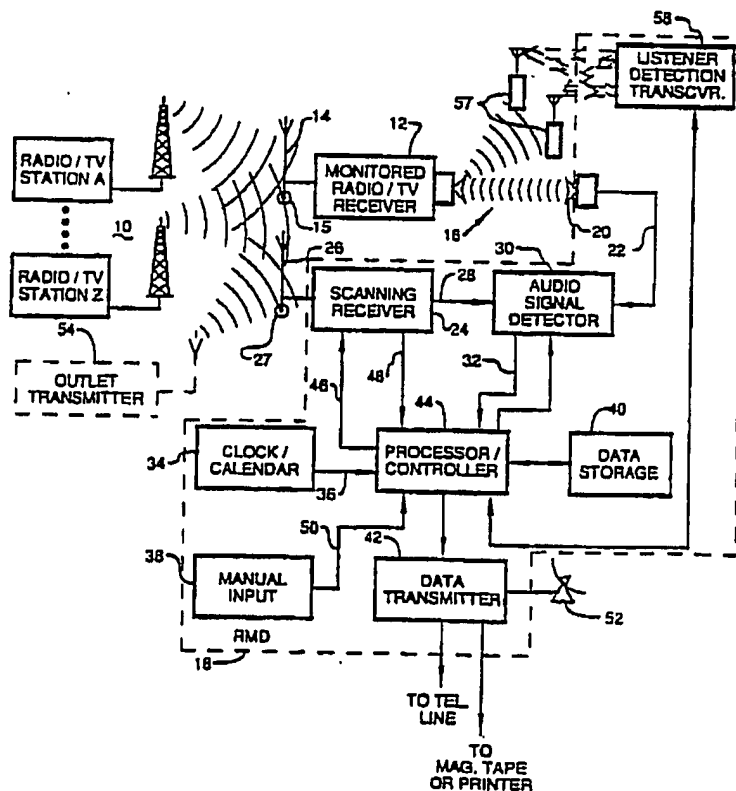 58
LISTENER
DETECTION
TRANSCVR.
57
14
12
RADIO / TV
STATION A
MONITORED
RADIO / TV
RECEIVER
15
16
20
10
26
30
22
RADIO / TV
STATION Z
SCANNING
RECEIVER
28
24
AUDIO
SIGNAL
DETECTOR
54
27
OUTLET
TRANSMITTER
46
48
32
44
40
34
CLOCK /
CALENDAR
36
PROCESSOR /
CONTROLLER
DATA
STORAGE
50
42
38
MANUAL
INPUT
DATA
TRANSMITTER
52
RMD
18
TO TEL.
LINE
TO
MAG. TAPE
OR PRINTER